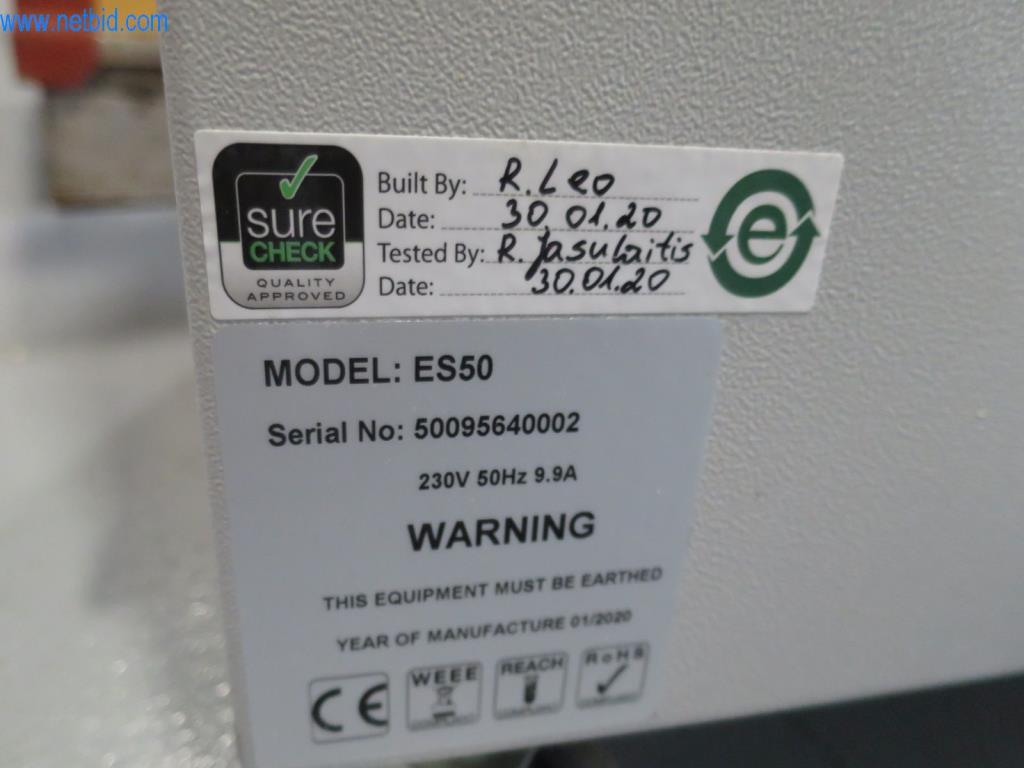 www.netbid.com
sure
CHECK
QUALITY
APPROVED
Built By: R. Leo
Date: 30 01.20
Tested By: R. Jasulaitis
Date: 30.01.20
e
MODEL: ES50
Serial No: 50095640002
230V 50Hz 9.9A
WARNING
THIS EQUIPMENT MUST BE EARTHED
YEAR OF MANUFACTURE 01/2020
CE
WEEE
REACH
RoHS